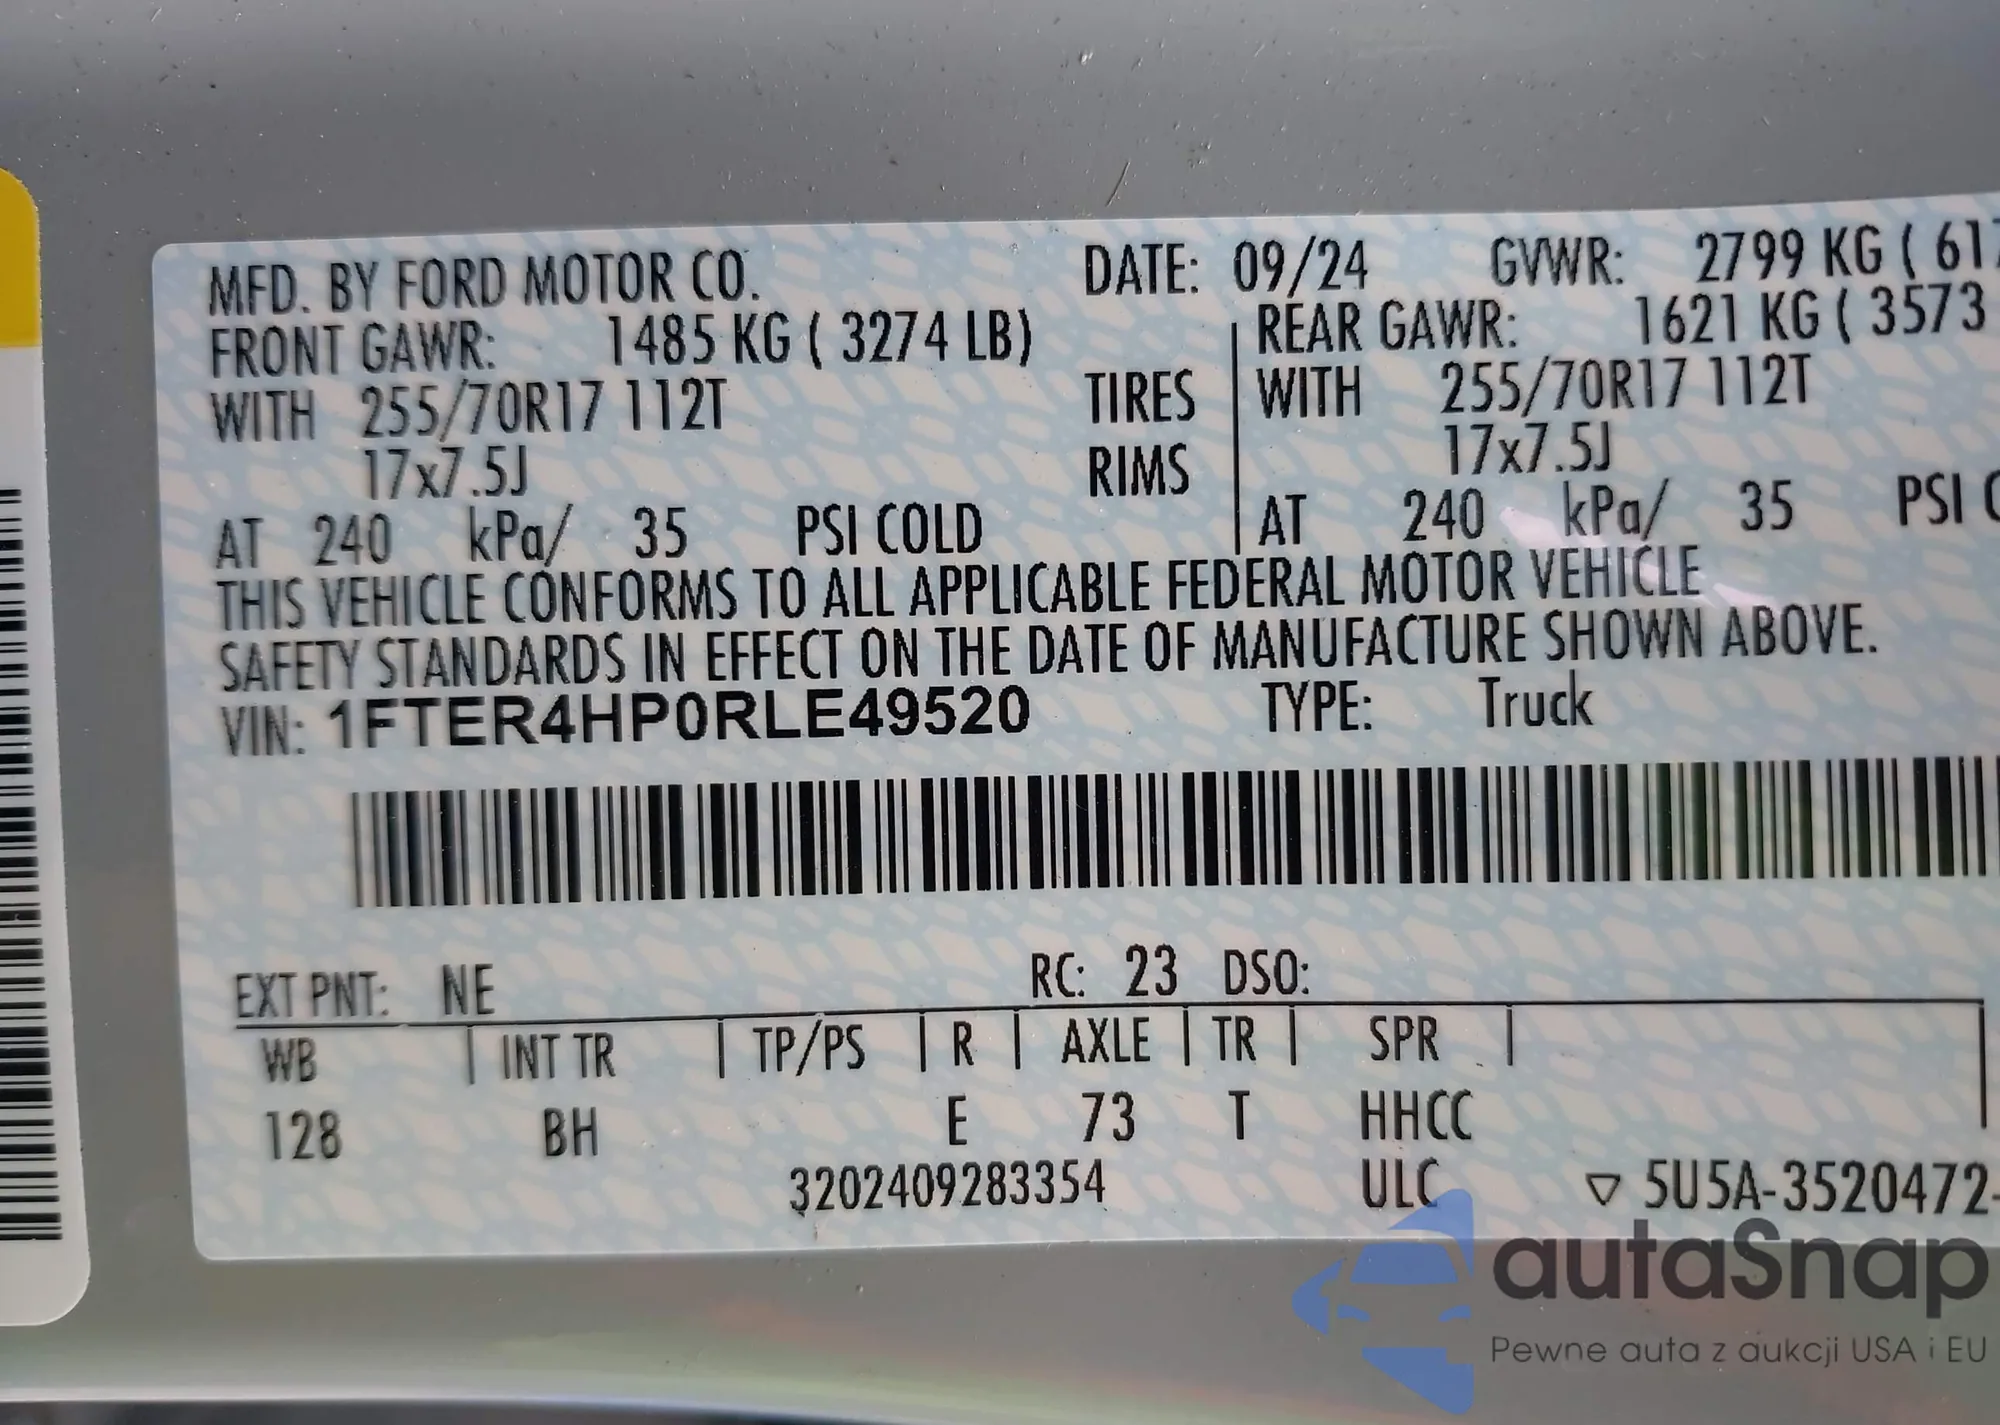 MFD. BY FORD MOTOR CO. DATE: 09/24 GVWR: 2799 KG ( 617
FRONT GAWR: 1485 KG ( 3274 LB) REAR GAWR: 1621 KG ( 3573
WITH 255/70R17 112T TIRES WITH 255/70R17 112T
17x7.5J RIMS 17x7.5J
AT 240 kPa/ 35 PSI COLD AT 240 kPa/ 35 PSI
THIS VEHICLE CONFORMS TO ALL APPLICABLE FEDERAL MOTOR VEHICLE
SAFETY STANDARDS IN EFFECT ON THE DATE OF MANUFACTURE SHOWN ABOVE.
VIN: 1FTER4HP0RLE49520 TYPE: Truck
EXT PNT: NE RC: 23 DSO:
WB INT TR TP/PS R AXLE TR SPR
128 BH E 73 T HHCC
3202409283354 ULC ▽ 5U5A-3520472-
autaSnap
Pewne auta z aukcji USA i EU